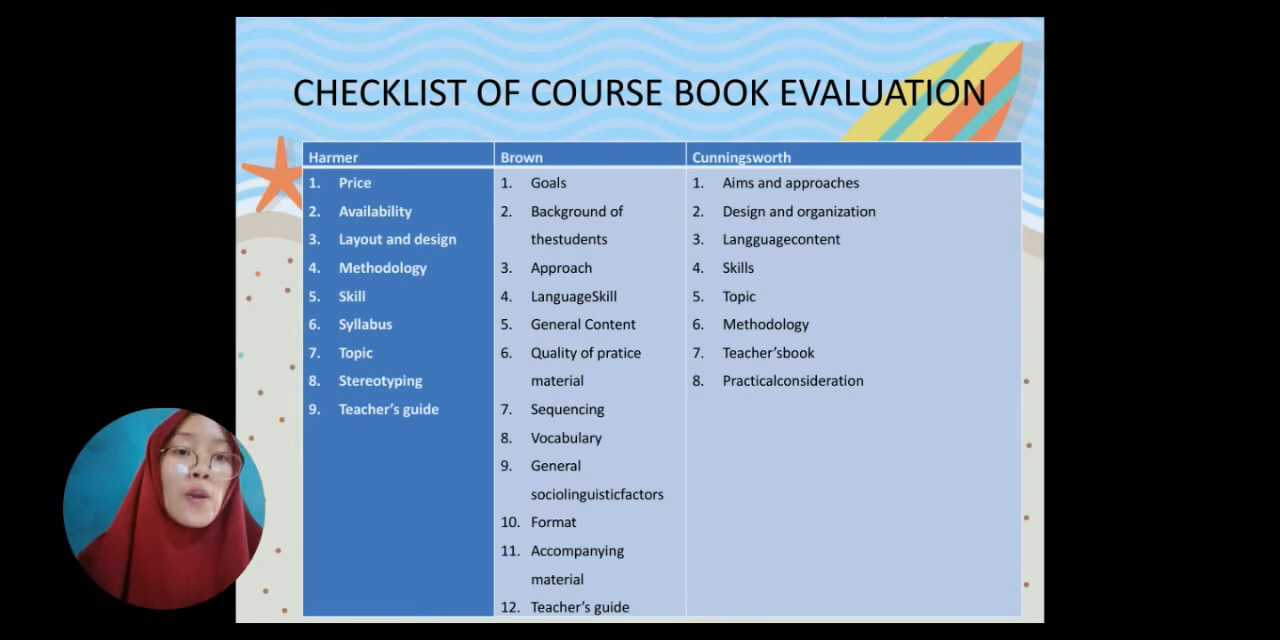 CHECKLIST OF COURSE BOOK EVALUATION
Harmer
1. Price
2. Availability
3. Layout and design
4. Methodology
5. Skill
6. Syllabus
7. Topic
8. Stereotyping
9. Teacher's guide
Brown
1. Goals
2. Background of
thestudents
3. Approach
4. LanguageSkill
5. General Content
6. Quality of pratice
material
7. Sequencing
8. Vocabulary
9. General
sociolinguisticfactors
10. Format
11. Accompanying
material
12. Teacher's guide
Cunningsworth
1. Aims and approaches
2. Design and organization
3. Langguagecontent
4. Skills
5. Topic
6. Methodology
7. Teacher'sbook
8. Practicalconsideration